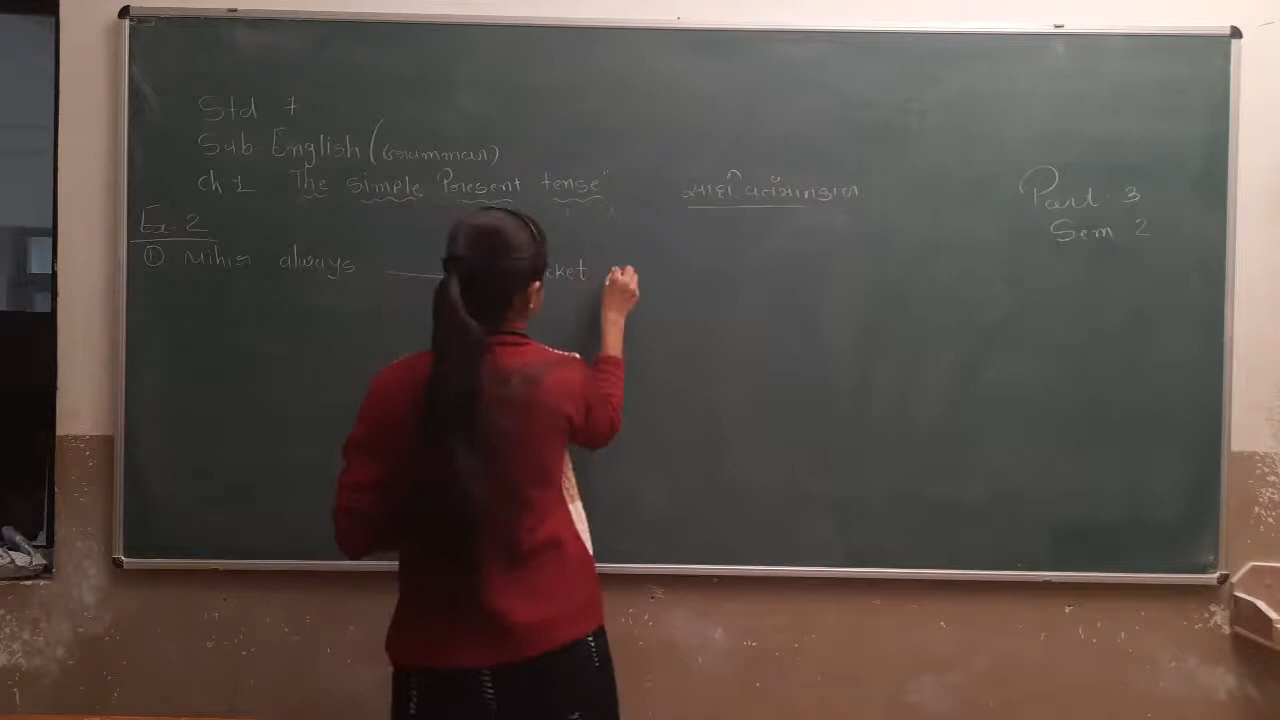 Std 7
Sub English (Grammar)
ch 1 The simple Present tense"
સાદો વર્તમાનકાળ
Part. 3
Sem 2
Ex. 2
① Mihir always ______ cket